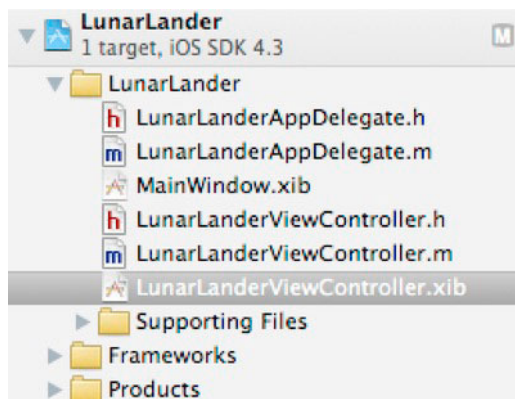 LunarLander
1 target, iOS SDK 4.3
M
LunarLander
h LunarLanderAppDelegate.h
m LunarLanderAppDelegate.m
MainWindow.xib
h LunarLanderViewController.h
m LunarLanderViewController.m
LunarLanderViewController.xib
Supporting Files
Frameworks
Products